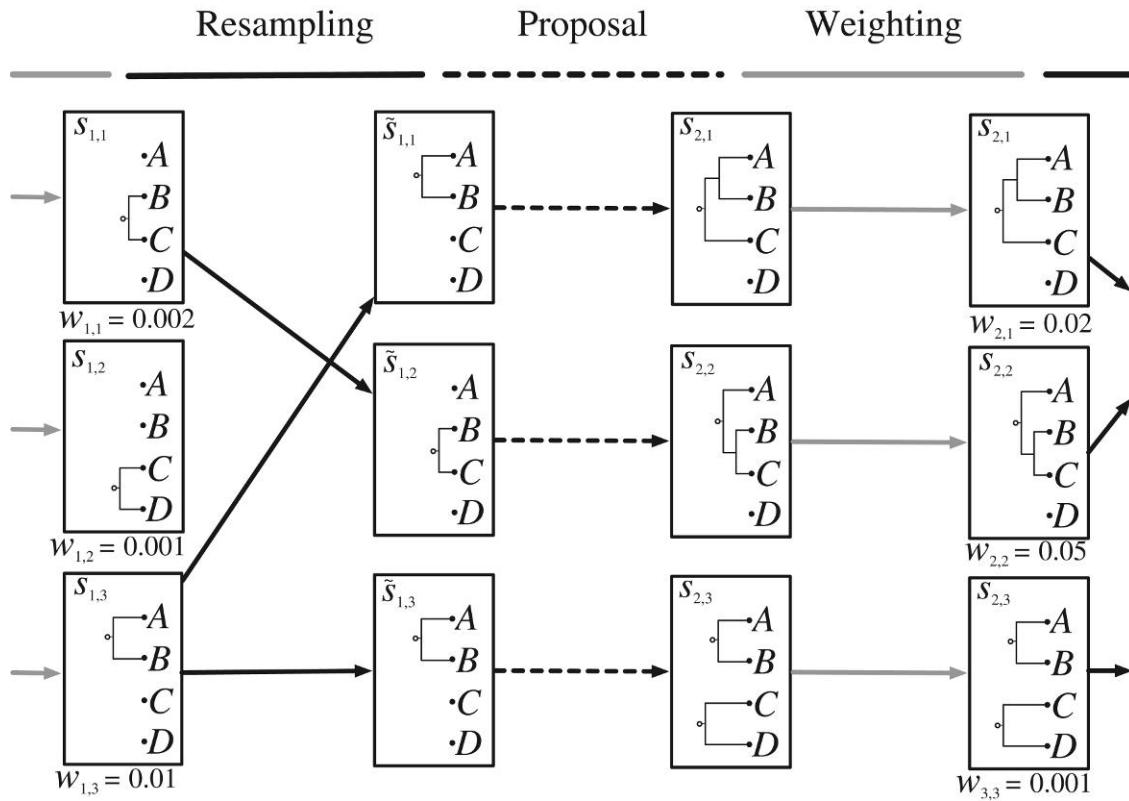 Resampling Proposal Weighting
s1,1 s̃1,1 s2,1 s2,1
A A A A
B B B B
C C C C
D D D D
w1,1 = 0.002 w2,1 = 0.02
s1,2 s̃1,2 s2,2 s2,2
A A A A
B B B B
C C C C
D D D D
w1,2 = 0.001 w2,2 = 0.05
s1,3 s̃1,3 s2,3 s2,3
A A A A
B B B B
C C C C
D D D D
w1,3 = 0.01 w3,3 = 0.001